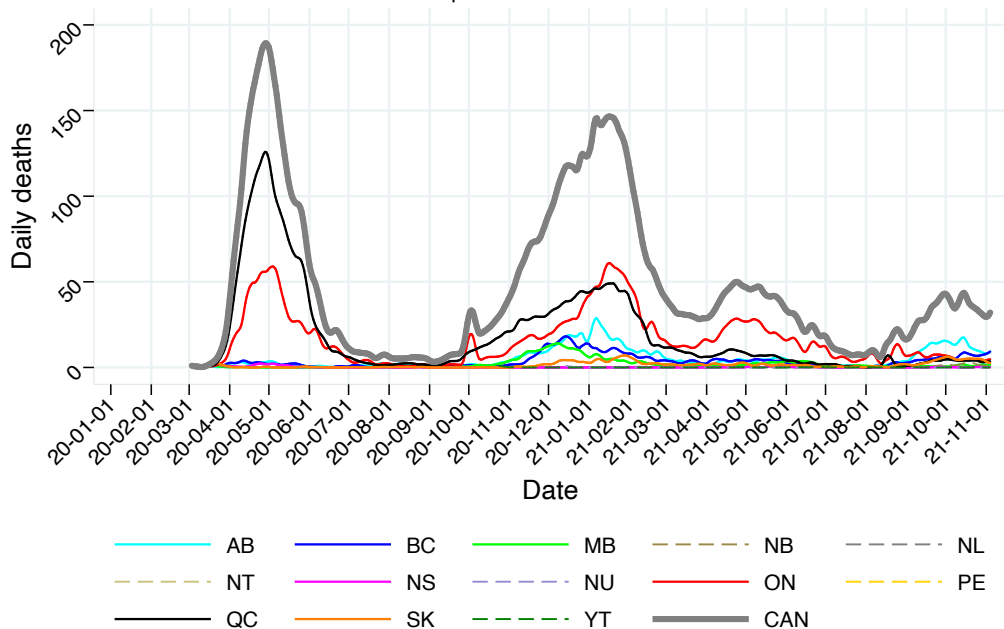 200
150
100
50
0
Daily deaths
20-01-01 20-02-01 20-03-01 20-04-01 20-05-01 20-06-01 20-07-01 20-08-01 20-09-01 20-10-01 20-11-01 20-12-01 21-01-01 21-02-01 21-03-01 21-04-01 21-05-01 21-06-01 21-07-01 21-08-01 21-09-01 21-10-01 21-11-01
Date
AB BC MB NB NL
NT NS NU ON PE
QC SK YT CAN